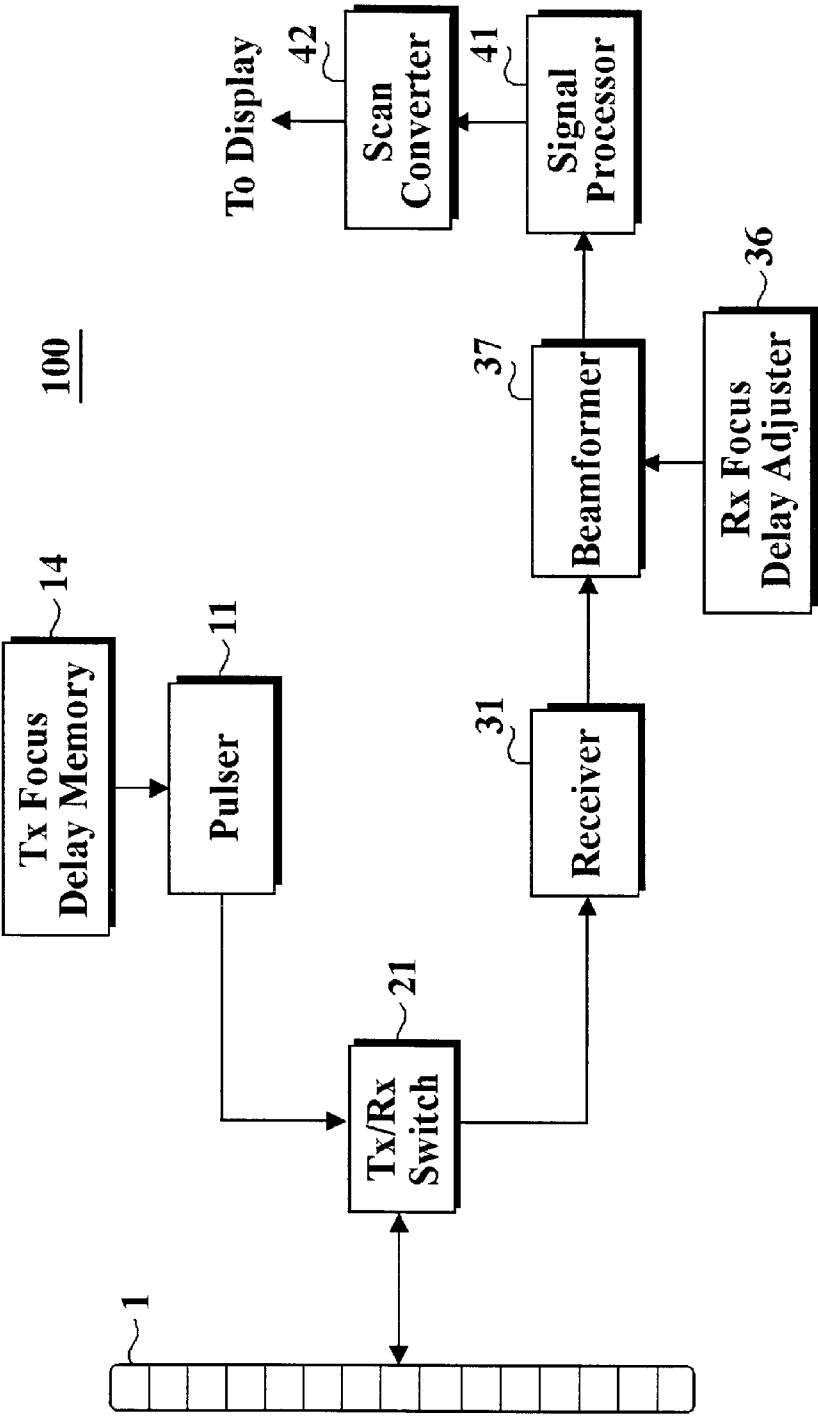 100
Tx Focus
Delay Memory
14
Pulser
11
To Display
42
Scan
Converter
1
Tx/Rx
Switch
21
Receiver
31
Beamformer
37
Signal
Processor
41
Rx Focus
Delay Adjuster
36